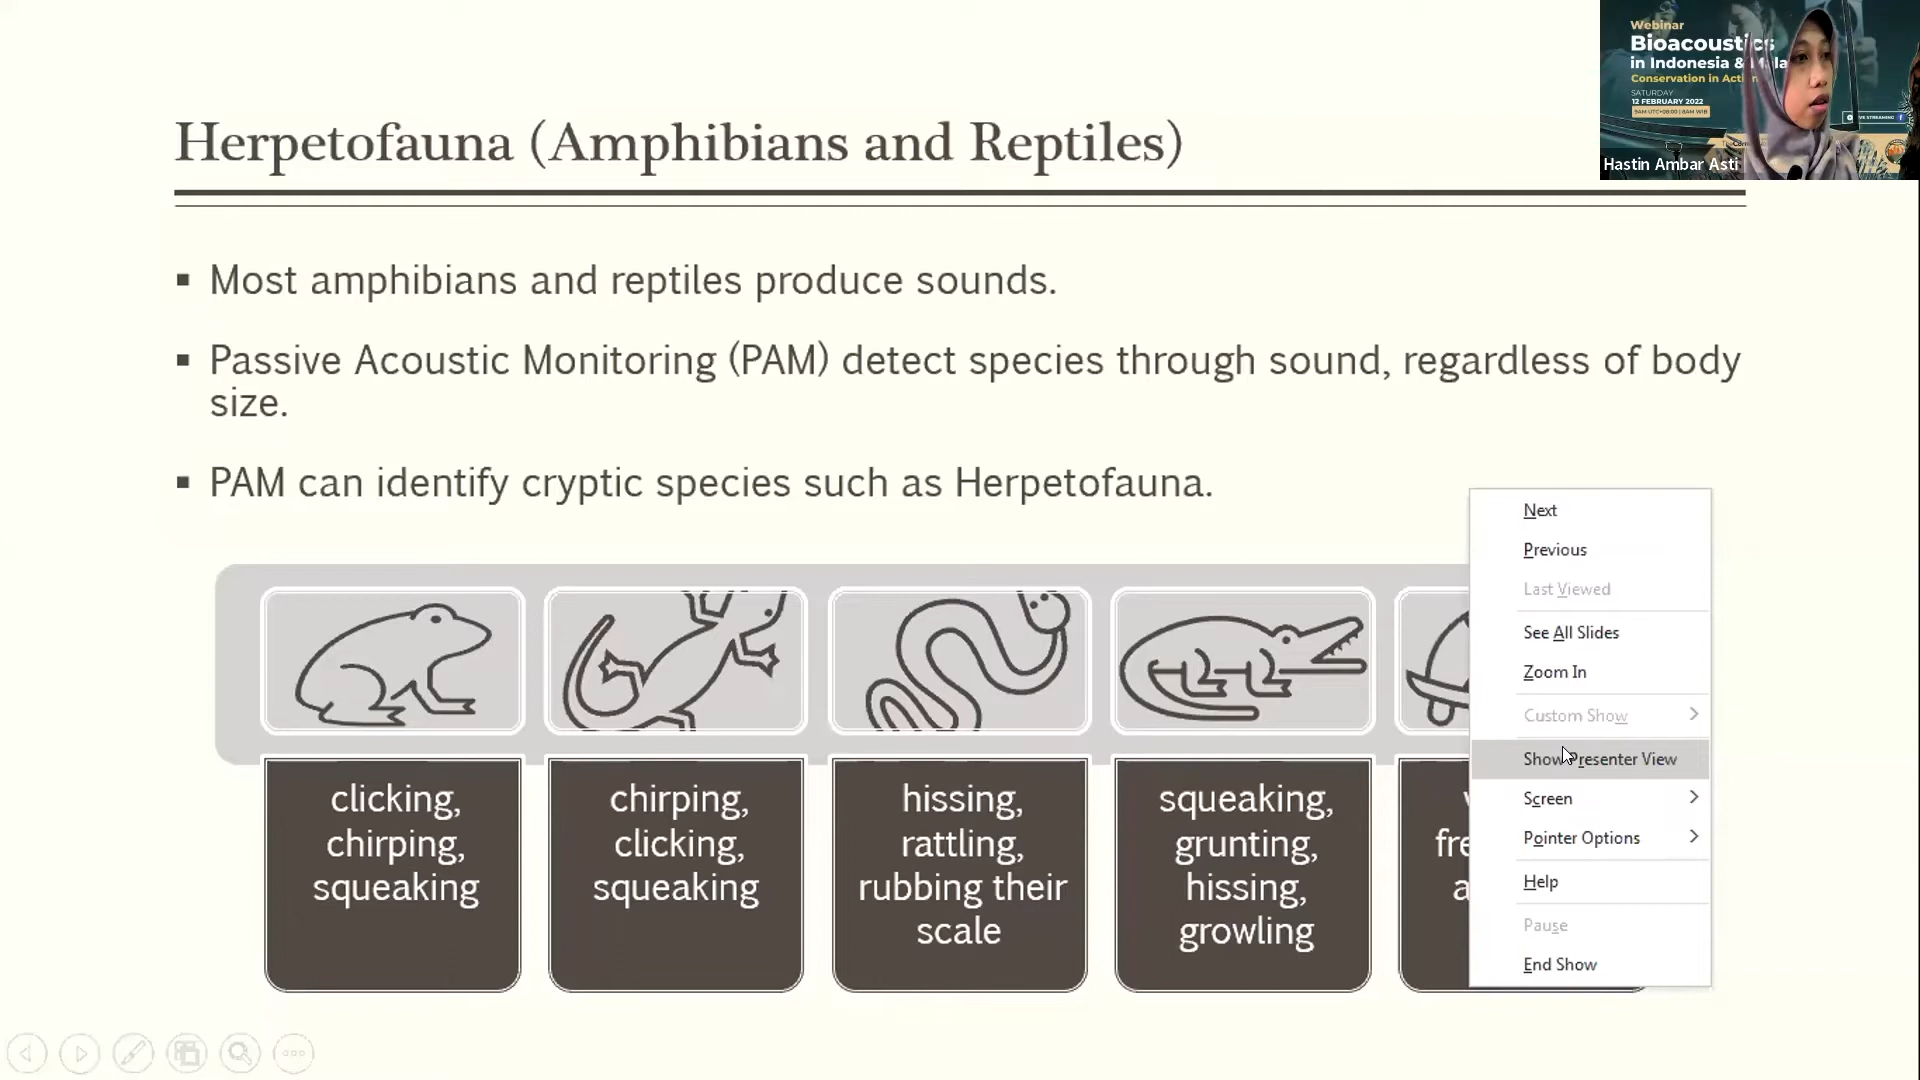 Webinar
Bioacoustics
in Indonesia &
Conservation in
SATURDAY
12 FEBRUARY 2022
Hastin Ambar Asti
Herpetofauna (Amphibians and Reptiles)
▪ Most amphibians and reptiles produce sounds.
▪ Passive Acoustic Monitoring (PAM) detect species through sound, regardless of body
size.
▪ PAM can identify cryptic species such as Herpetofauna.
clicking,
chirping,
squeaking
chirping,
clicking,
squeaking
hissing,
rattling,
rubbing their
scale
squeaking,
grunting,
hissing,
growling
Next
Previous
Last Viewed
See All Slides
Zoom In
Custom Show
Show Presenter View
Screen
Pointer Options
Help
Pause
End Show